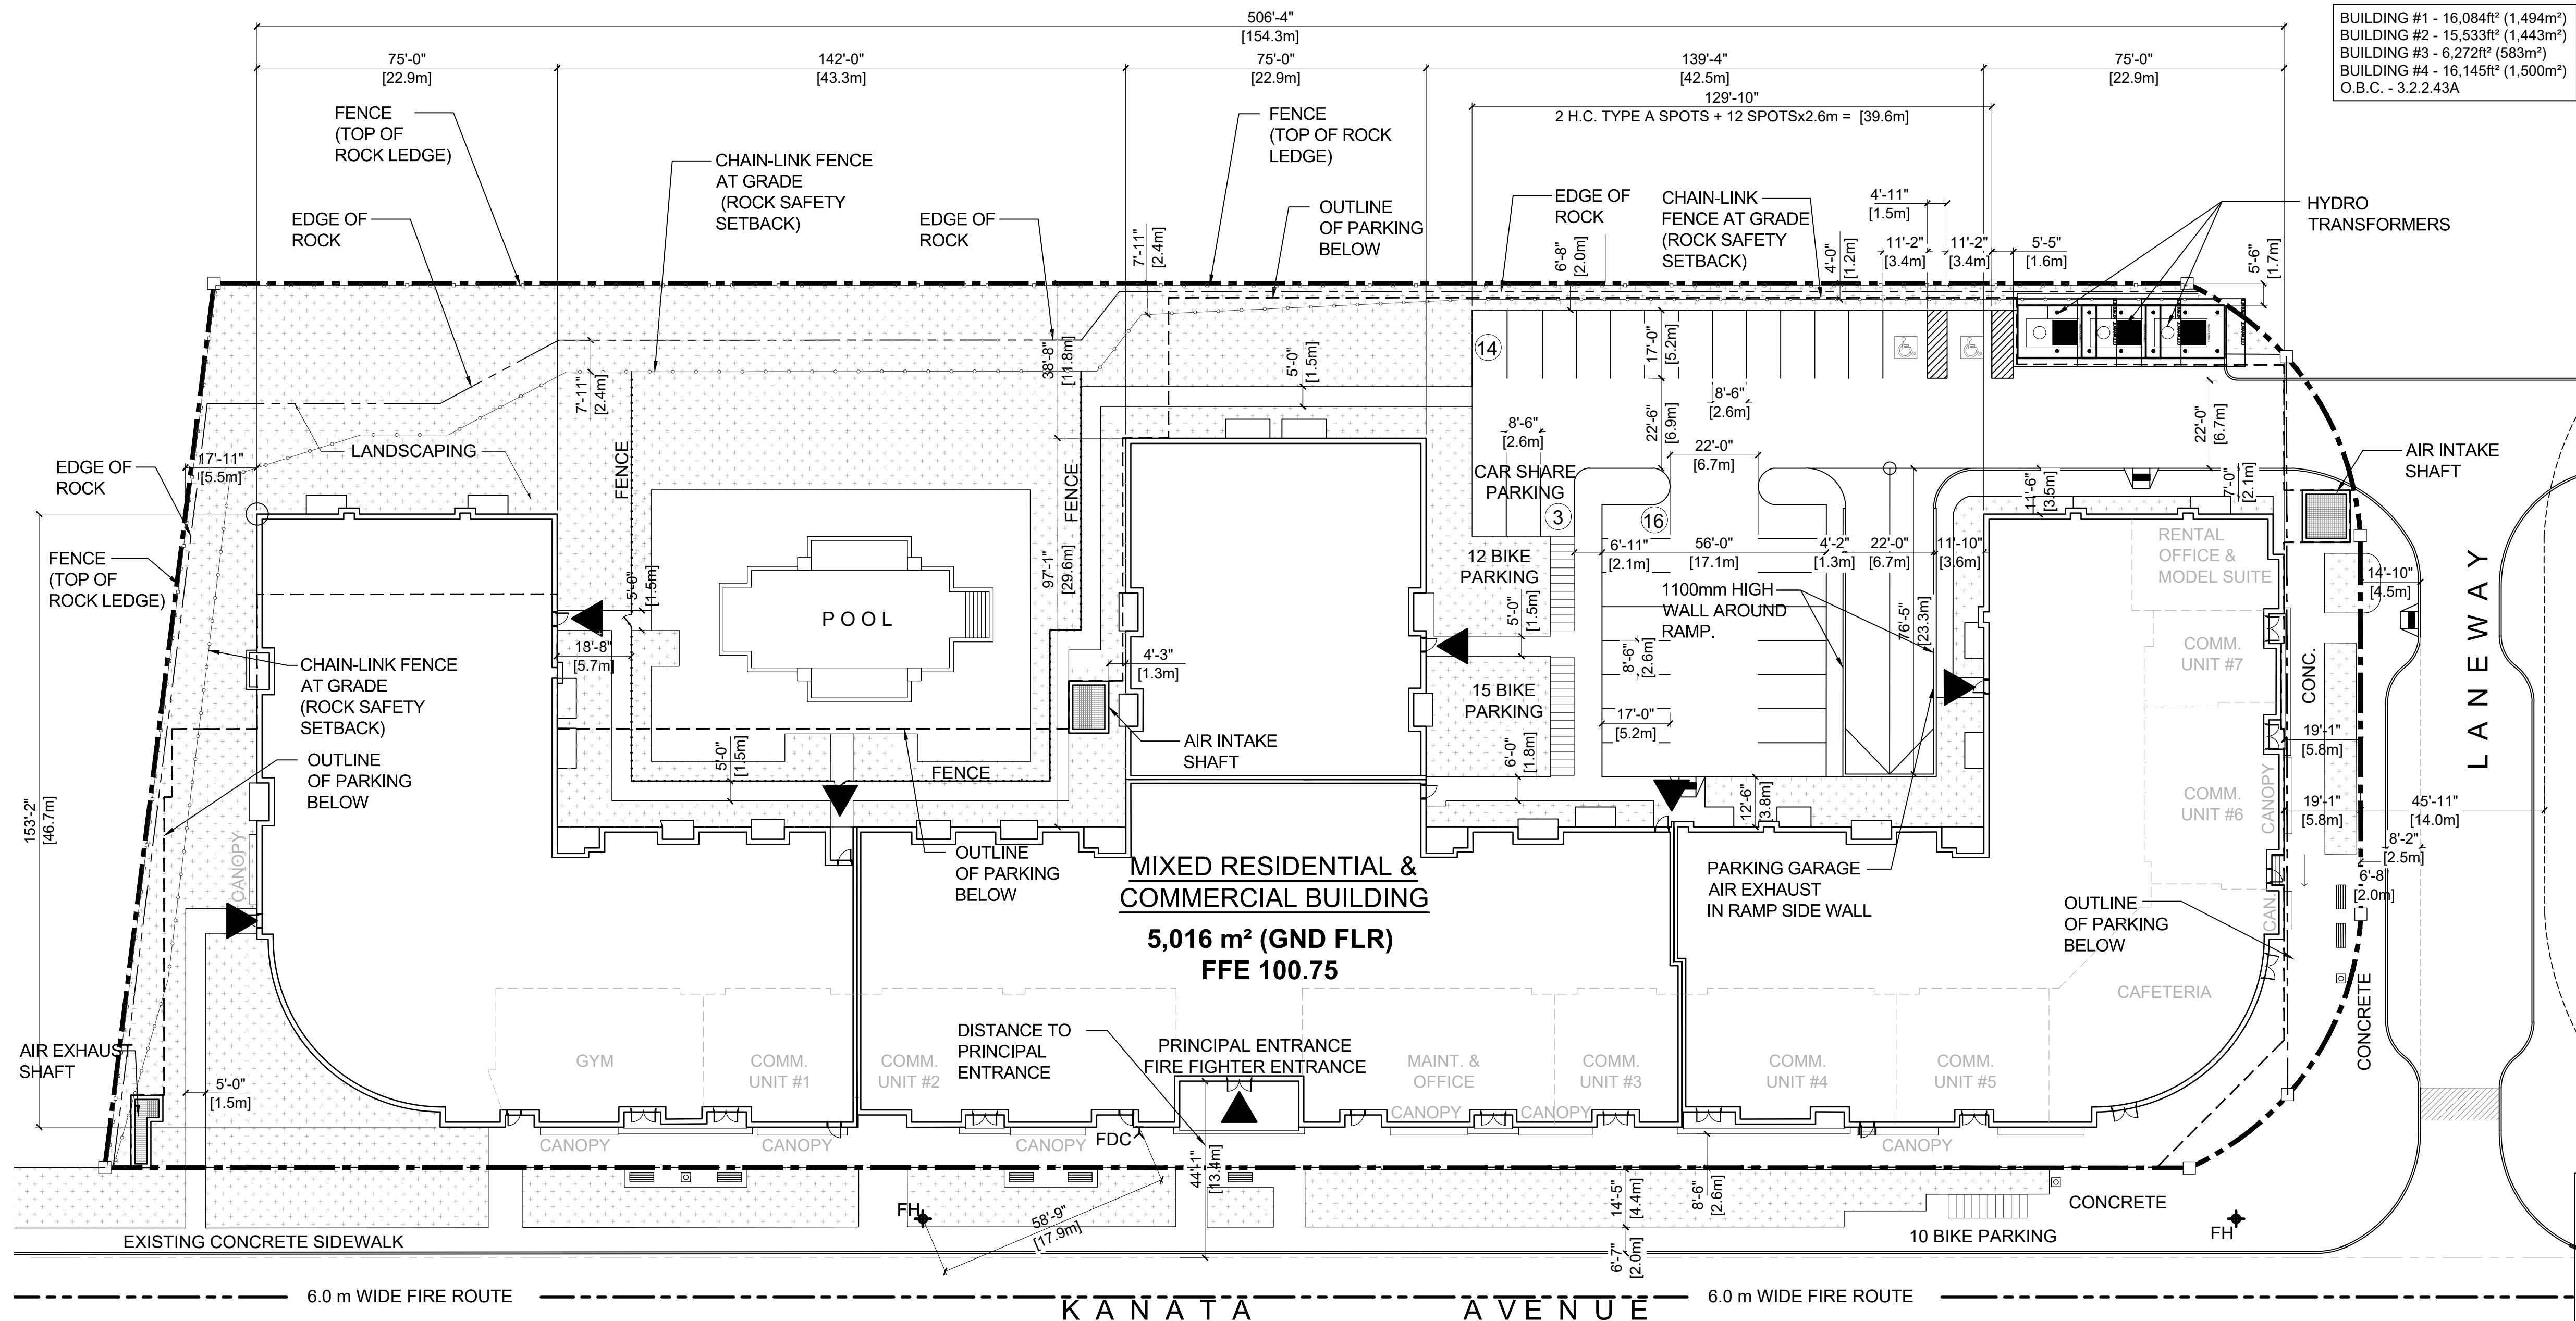 506'-4"
[154.3m]
BUILDING #1 - 16,084ft² (1,494m²)
BUILDING #2 - 15,533ft² (1,443m²)
BUILDING #3 - 6,272ft² (583m²)
BUILDING #4 - 16,145ft² (1,500m²)
O.B.C. - 3.2.2.43A
75'-0"
[22.9m]
142'-0"
[43.3m]
75'-0"
[22.9m]
139'-4"
[42.5m]
75'-0"
[22.9m]
129'-10"
2 H.C. TYPE A SPOTS + 12 SPOTSx2.6m = [39.6m]
FENCE
(TOP OF
ROCK LEDGE)
CHAIN-LINK FENCE
AT GRADE
(ROCK SAFETY
SETBACK)
EDGE OF
ROCK
EDGE OF
ROCK
FENCE
(TOP OF ROCK
LEDGE)
OUTLINE
OF PARKING
BELOW
EDGE OF
ROCK
CHAIN-LINK
FENCE AT GRADE
(ROCK SAFETY
SETBACK)
4'-11"
[1.5m]
HYDRO
TRANSFORMERS
7'-11"
[2.4m]
6'-8"
[2.0m]
4'-0"
[1.2m]
11'-2"
[3.4m]
11'-2"
[3.4m]
5'-5"
[1.6m]
5'-6"
[1.7m]
38'-8"
[11.8m]
7'-11"
[2.4m]
5'-0"
[1.5m]
14
17'-0"
[5.2m]
8'-6"
[2.6m]
22'-6"
[6.9m]
22'-0"
[6.7m]
8'-6"
[2.6m]
22'-0"
[6.7m]
CAR SHARE
PARKING
3
16
LANDSCAPING
17'-11"
[5.5m]
EDGE OF
ROCK
FENCE
FENCE
AIR INTAKE
SHAFT
11'-6"
[3.5m]
7'-0"
[2.1m]
FENCE
(TOP OF
ROCK LEDGE)
153'-2"
[46.7m]
97'-1"
[29.6m]
5'-0"
[1.5m]
POOL
18'-8"
[5.7m]
4'-3"
[1.3m]
12 BIKE
PARKING
5'-0"
[1.5m]
15 BIKE
PARKING
6'-0"
[1.8m]
6'-11"
[2.1m]
56'-0"
[17.1m]
4'-2"
[1.3m]
22'-0"
[6.7m]
11'-10"
[3.6m]
1100mm HIGH
WALL AROUND
RAMP.
76'-5"
[23.3m]
8'-6"
[2.6m]
17'-0"
[5.2m]
RENTAL
OFFICE &
MODEL SUITE
COMM.
UNIT #7
COMM.
UNIT #6
CANOPY
CONC.
14'-10"
[4.5m]
LANEWAY
19'-1"
[5.8m]
19'-1"
[5.8m]
45'-11"
[14.0m]
8'-2"
[2.5m]
6'-8"
[2.0m]
CHAIN-LINK FENCE
AT GRADE
(ROCK SAFETY
SETBACK)
OUTLINE
OF PARKING
BELOW
CANOPY
5'-0"
[1.5m]
FENCE
AIR INTAKE
SHAFT
12'-6"
[3.8m]
OUTLINE
OF PARKING
BELOW
MIXED RESIDENTIAL &
COMMERCIAL BUILDING
5,016 m² (GND FLR)
FFE 100.75
PARKING GARAGE
AIR EXHAUST
IN RAMP SIDE WALL
OUTLINE
OF PARKING
BELOW
CAN
CAFETERIA
CONCRETE
AIR EXHAUST
SHAFT
5'-0"
[1.5m]
GYM
COMM.
UNIT #1
COMM.
UNIT #2
DISTANCE TO
PRINCIPAL
ENTRANCE
PRINCIPAL ENTRANCE
FIRE FIGHTER ENTRANCE
MAINT. &
OFFICE
COMM.
UNIT #3
COMM.
UNIT #4
COMM.
UNIT #5
CANOPY
CANOPY
CANOPY
CANOPY
CANOPY
CANOPY
FDC
44'-1"
[13.4m]
58'-9"
[17.9m]
FH
14'-5"
[4.4m]
8'-6"
[2.6m]
6'-7"
[2.0m]
CONCRETE
10 BIKE PARKING
FH
EXISTING CONCRETE SIDEWALK
6.0 m WIDE FIRE ROUTE
KANATA AVENUE
6.0 m WIDE FIRE ROUTE